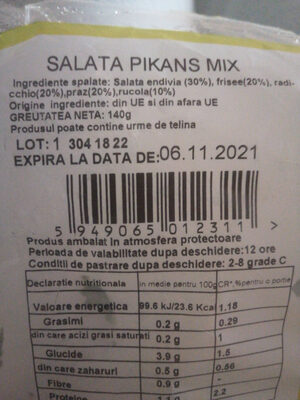 SALATA PIKANS MIX
Ingrediente spalate: Salata endivia (30%), frisee(20%), radi-
cchio(20%),praz(20%),rucola(10%)
Origine ingrediente: din UE si din afara UE
GREUTATEA NETA: 140g
Produsul poate contine urme de telina
LOT: 1 304 18 22
EXPIRA LA DATA DE:06.11.2021
5 949065 012311 >
Produs ambalat in atmosfera protectoare
Perioada de valabilitate dupa deschidere:12 ore
Conditii de pastrare dupa deschidere: 2-8 grade C
Declaratie nutritionala in medie pentru 100g CR*,%pentru o portie
Valoare energetica 99.6 kJ/23.6 Kcal 1.18
Grasimi 0.2 g 0.29
din care acizi grasi saturati 0.2 g 1
Glucide 3.9 g 1.5
din care zaharuri 0.5 g 0.56
Fibre 0.9 g
Proteine 2.2